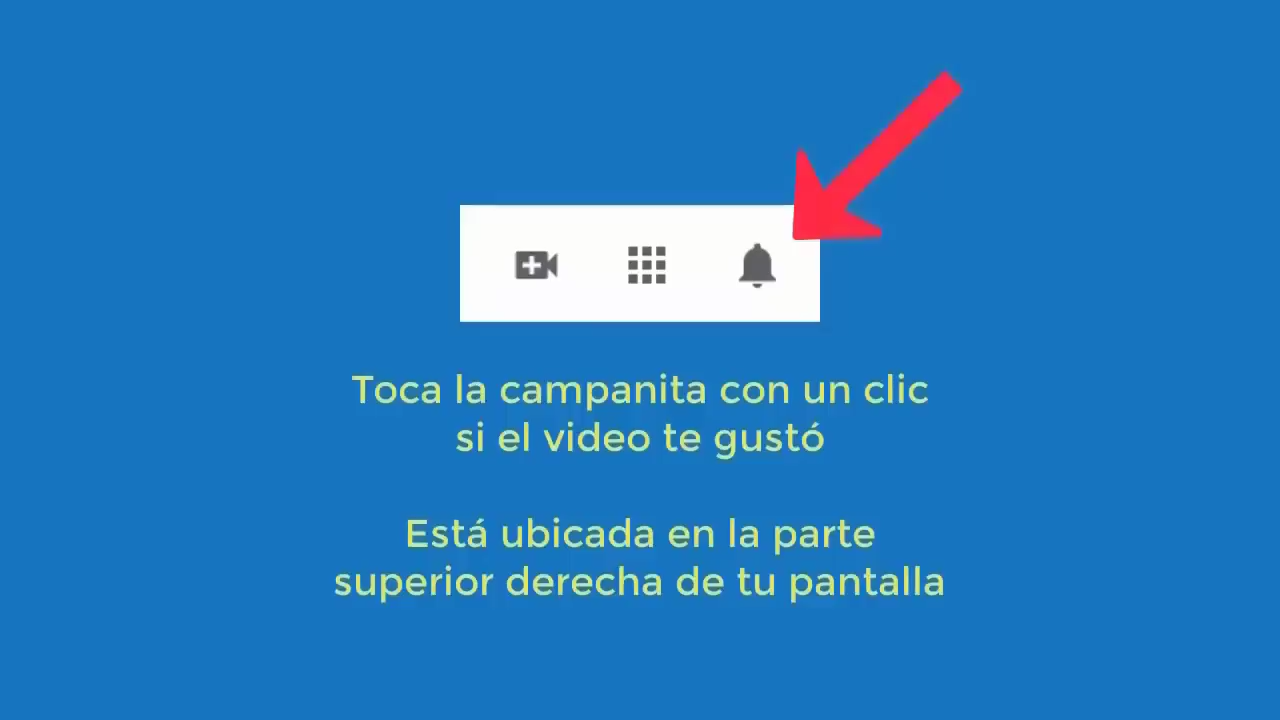 Toca la campanita con un clic
si el video te gustó
Está ubicada en la parte
superior derecha de tu pantalla